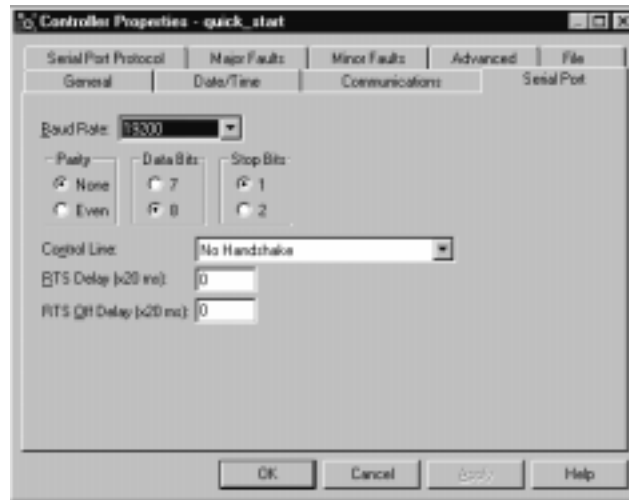 Controller Properties - quick_start
Serial Port Protocol Major Faults Minor Faults Advanced File
General Date/Time Communications Serial Port
Baud Rate: 19200
Parity Data Bits Stop Bits
None 7 1
Even 8 2
Control Line: No Handshake
RTS Delay (x20 ms): 0
RTS Off Delay (x20 ms): 0
OK Cancel Apply Help